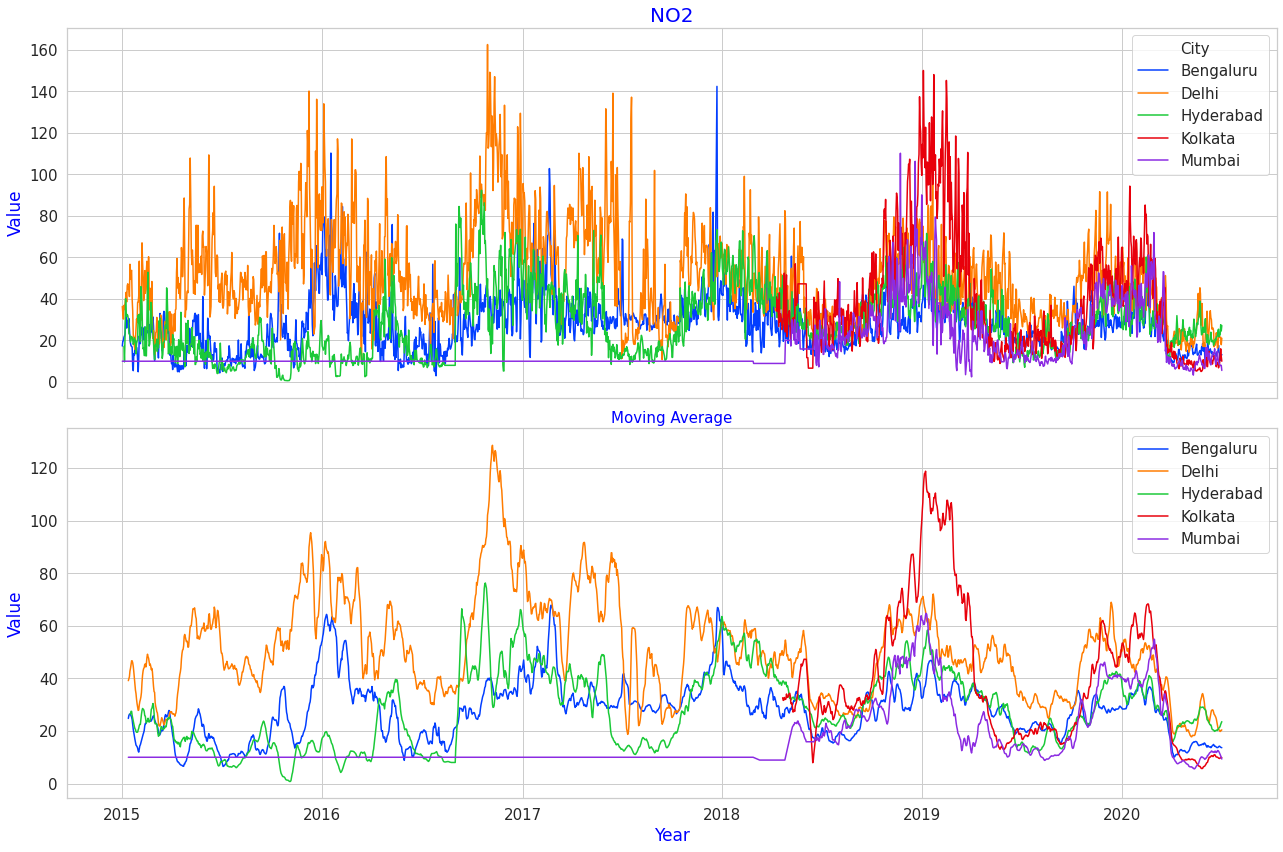 NO2
Value
160
140
120
100
80
60
40
20
0
City
Bengaluru
Delhi
Hyderabad
Kolkata
Mumbai
Moving Average
Value
120
100
80
60
40
20
0
Bengaluru
Delhi
Hyderabad
Kolkata
Mumbai
2015 2016 2017 2018 2019 2020
Year